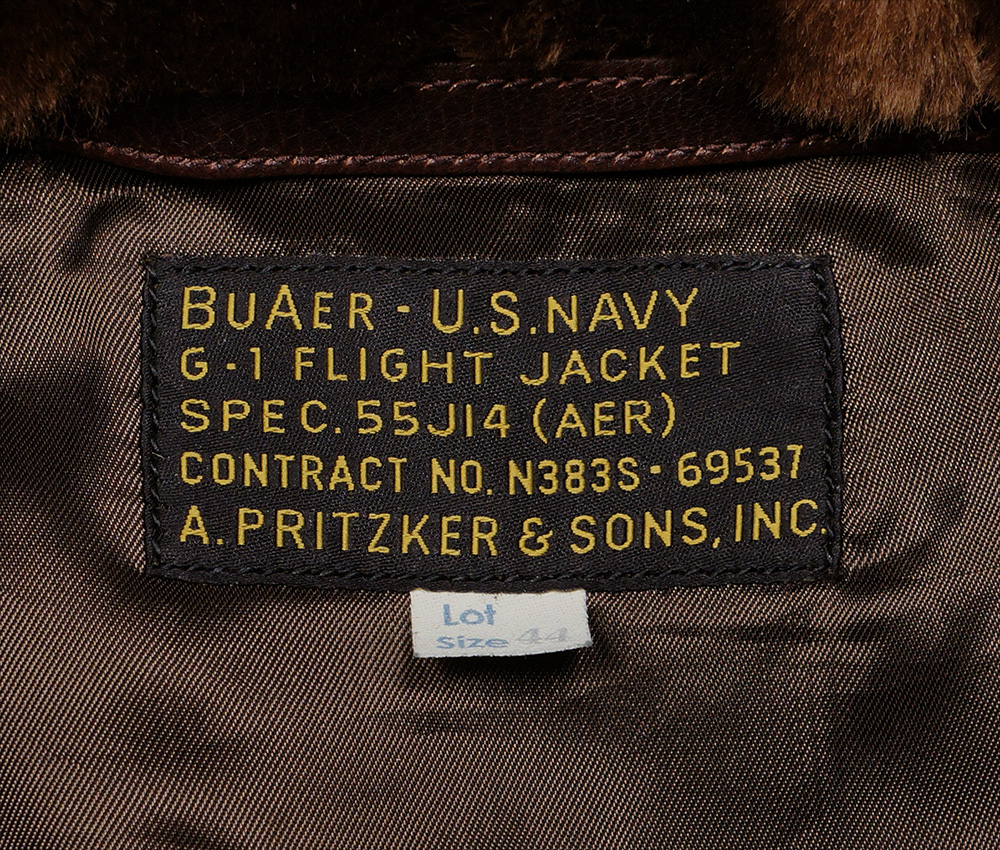 BUAER - U.S. NAVY
G-1 FLIGHT JACKET
SPEC. 55J14 (AER)
CONTRACT NO. N383S-69537
A. PRITZKER & SONS, INC.
Lot
Size 44